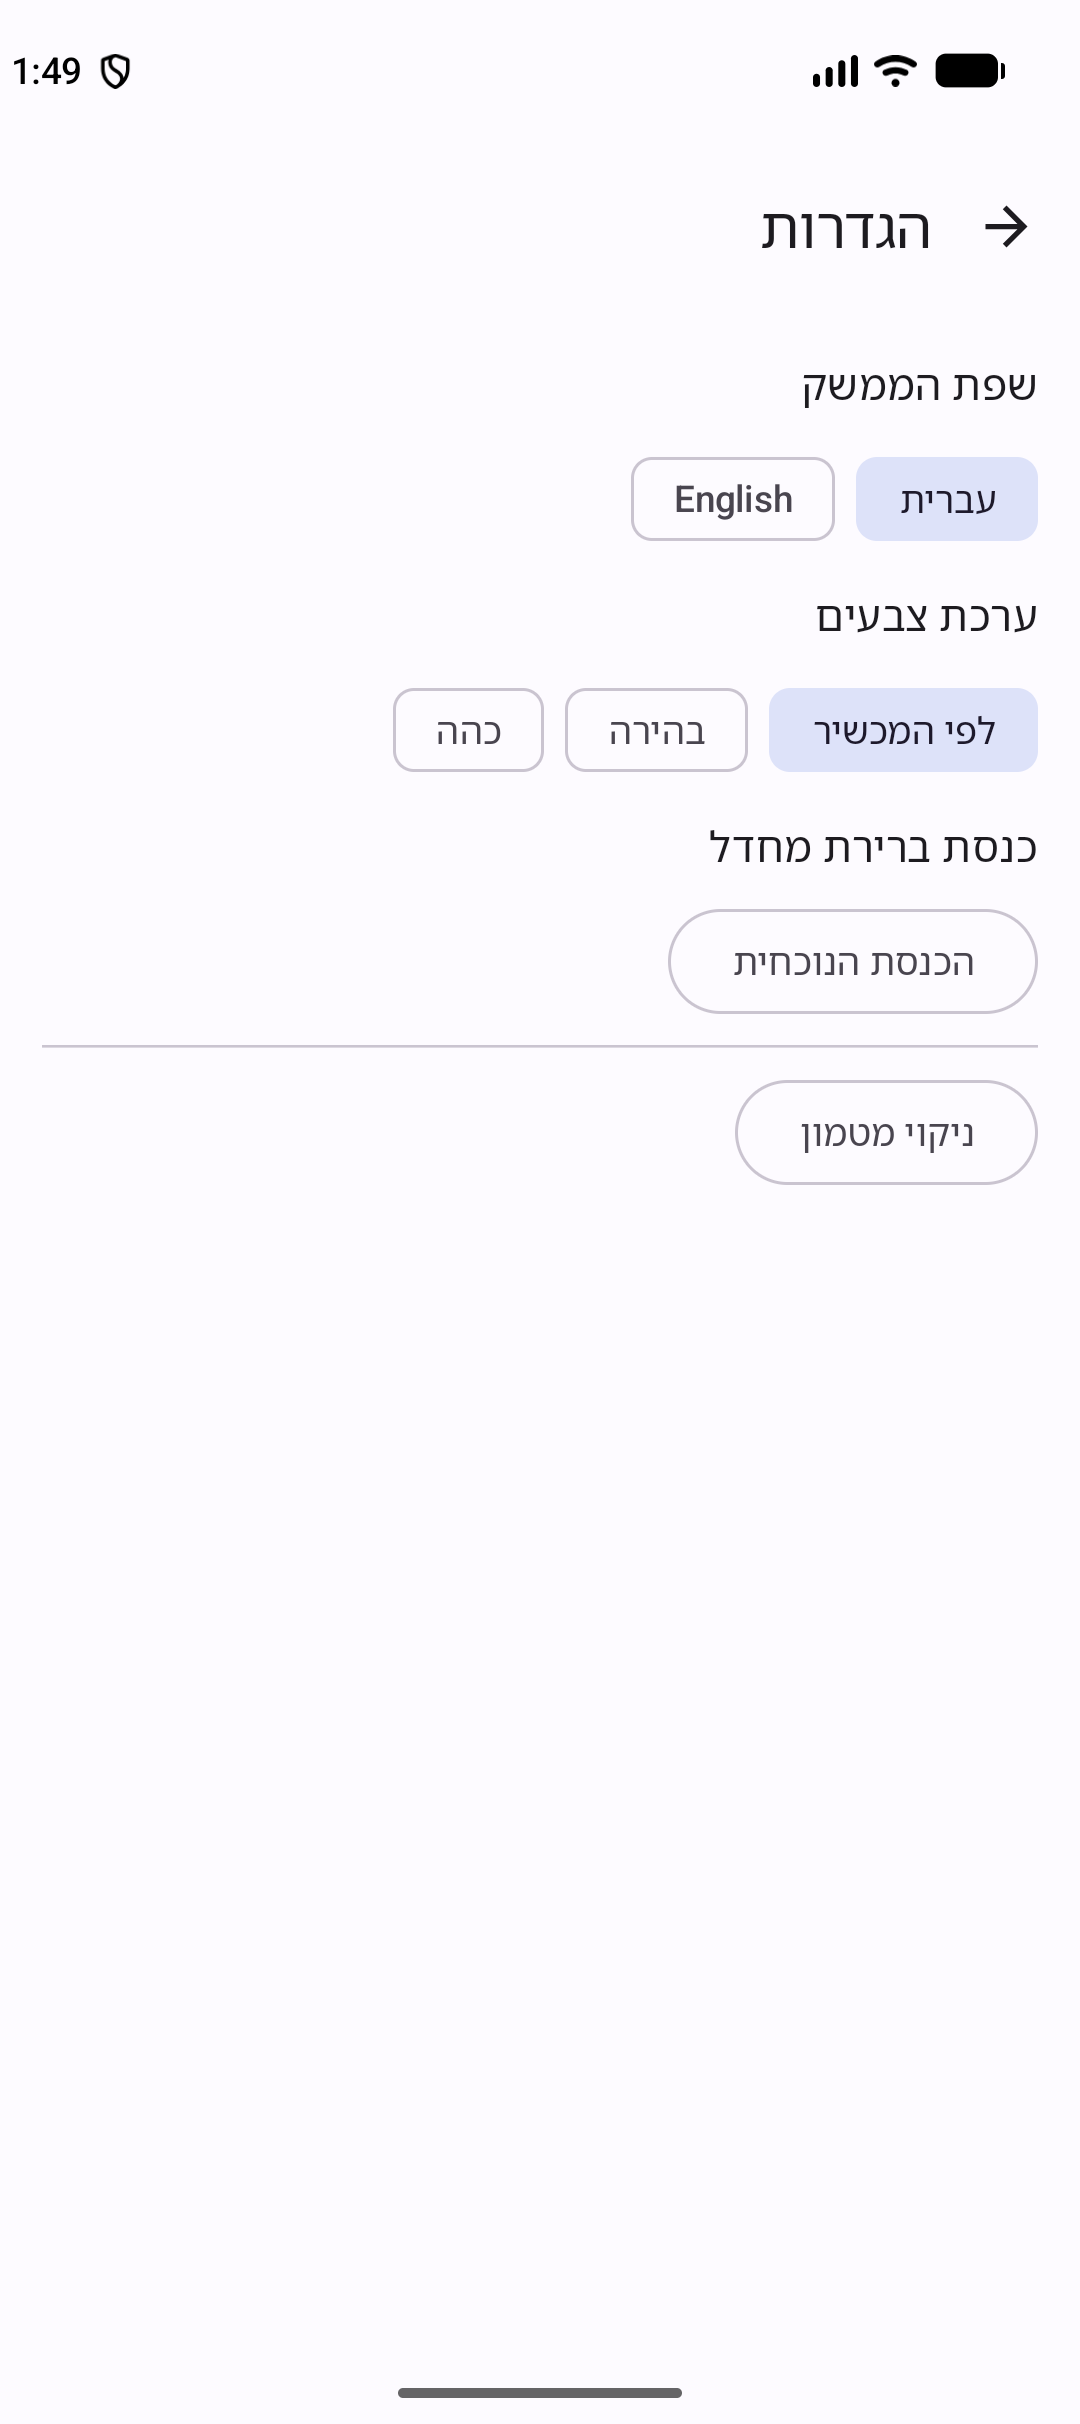 1:49
הגדרות
שפת הממשק
עברית English
ערכת צבעים
לפי המכשיר בהירה כהה
כנסת ברירת מחדל
הכנסת הנוכחית
ניקוי מטמון